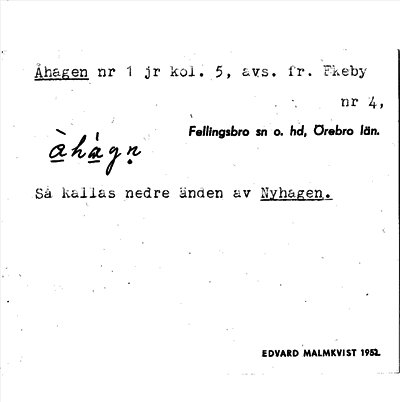 Åhagen nr 1 jr kol. 5, avs. fr. Ekeby
nr 4,
Fellingsbro sn o. hd, Örebro län.
å̀hàgn̥
Så kallas nedre änden av Nyhagen.
EDVARD MALMKVIST 1952.